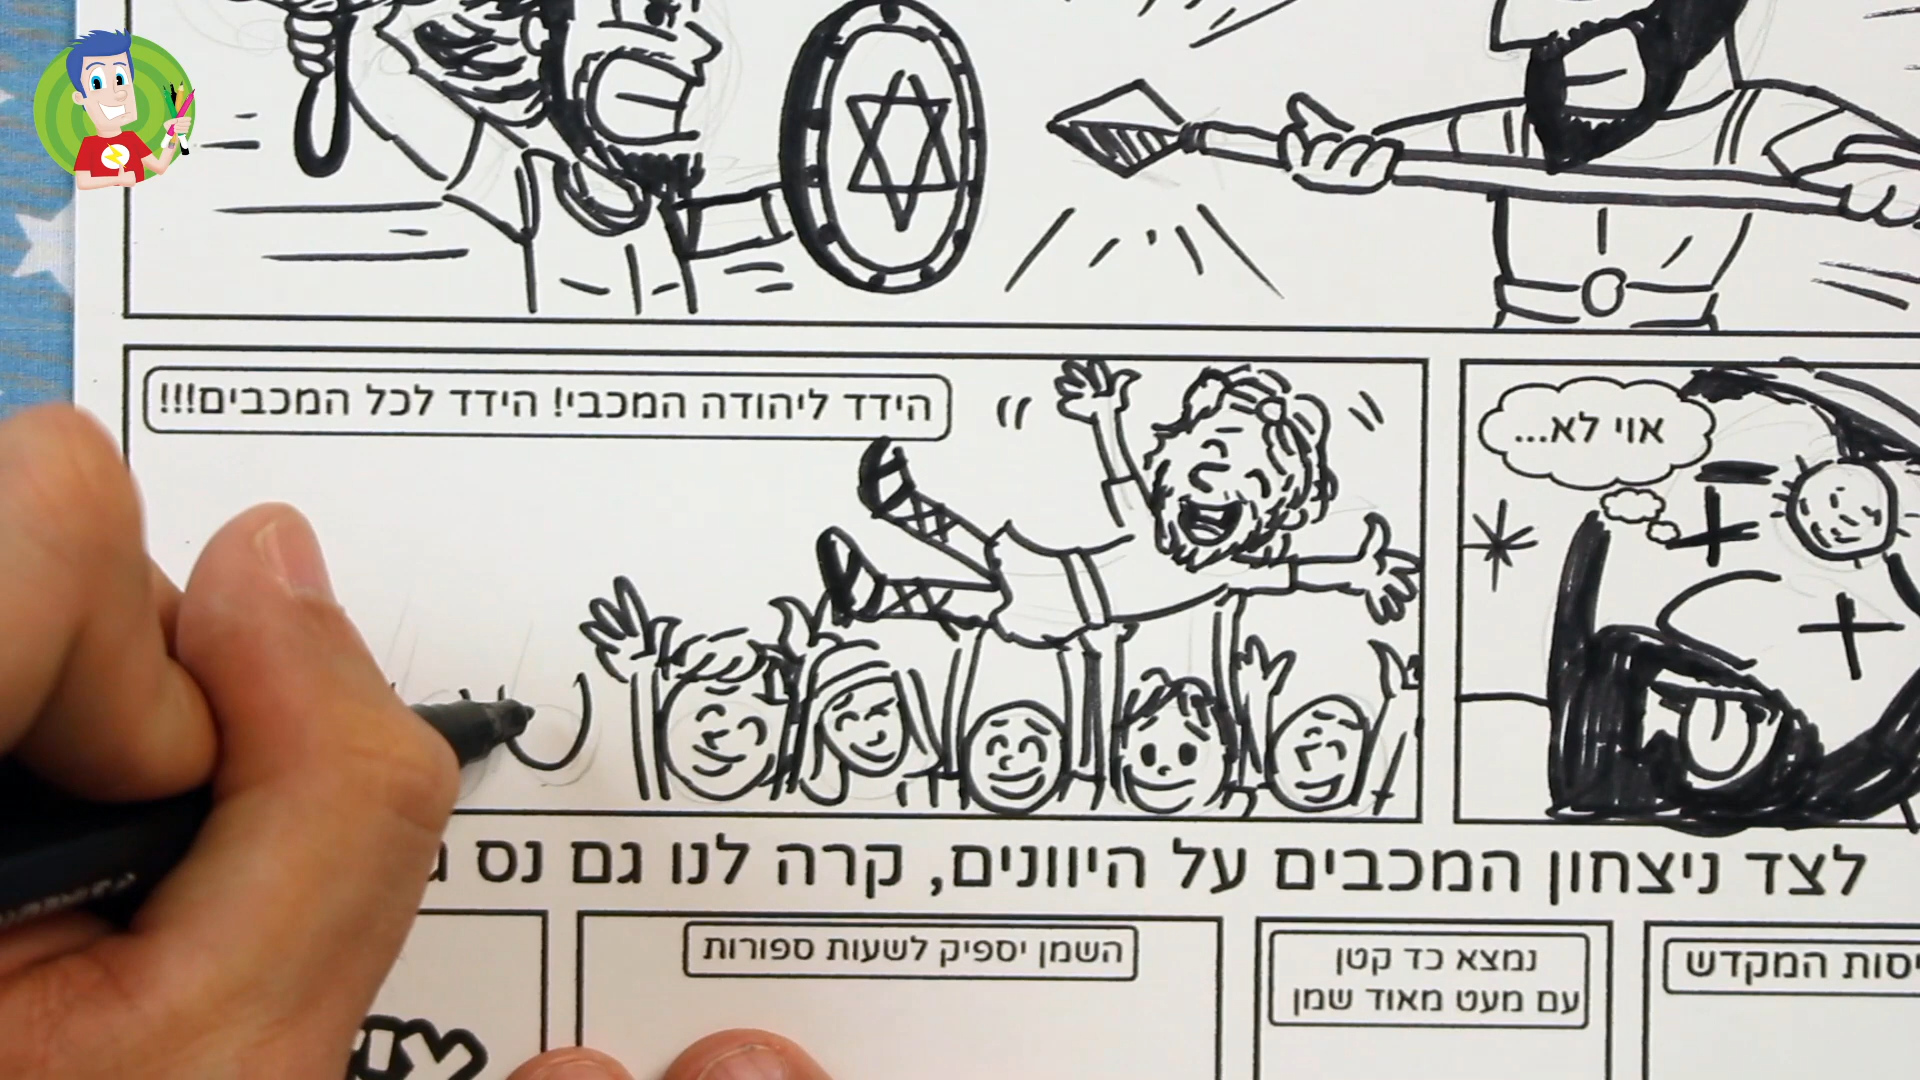 הידד ליהודה המכבי! הידד לכל המכבים!!!
אוי לא...
לצד ניצחון המכבים על היוונים, קרה לנו גם נס
המקדש
נמצא כד קטן
עם מעט מאוד שמן
השמן יספיק לשעות ספורות